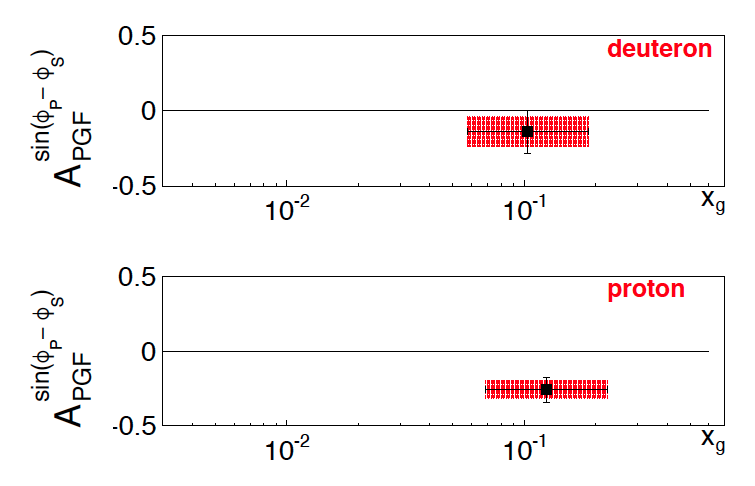 0.5
deuteron
A_PGF^sin(ϕ_P − ϕ_S)
0
-0.5
10^-2
10^-1
x_g
0.5
proton
A_PGF^sin(ϕ_P − ϕ_S)
0
-0.5
10^-2
10^-1
x_g